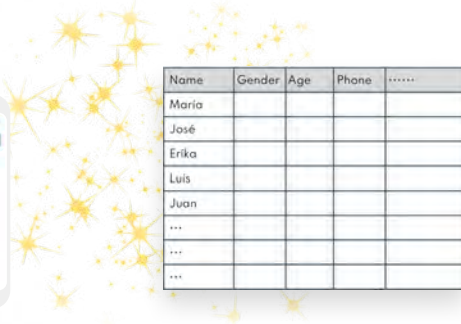 Name Gender Age Phone ······
María
José
Erika
Luis
Juan
...
...
...